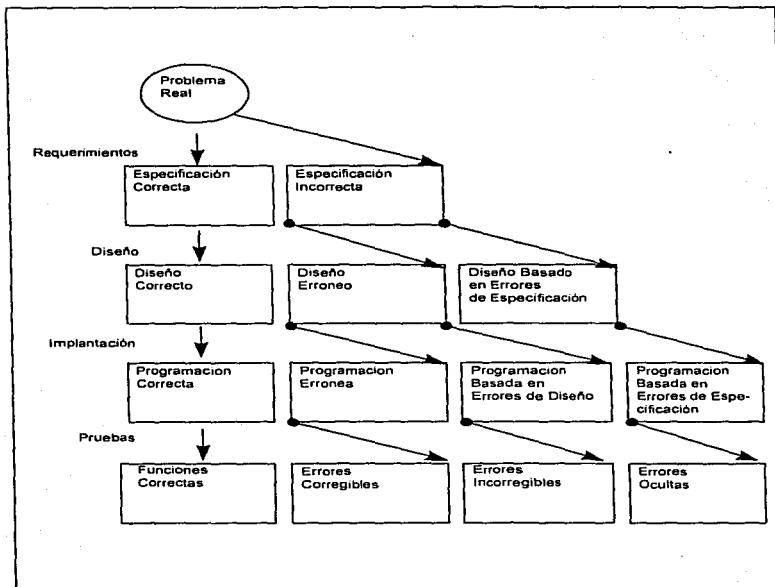 Problema
Real
Requerimientos
Especificación
Correcta
Especificación
Incorrecta
Diseño
Diseño
Correcto
Diseño
Erroneo
Diseño Basado
en Errores
de Especificación
Implantación
Programacion
Correcta
Programacion
Erronea
Programacion
Basada en
Errores de Diseño
Programacion
Basada en
Errores de Espe-
cificación
Pruebas
Funciones
Correctas
Errores
Corregibles
Errores
Incorregibles
Errores
Ocultas